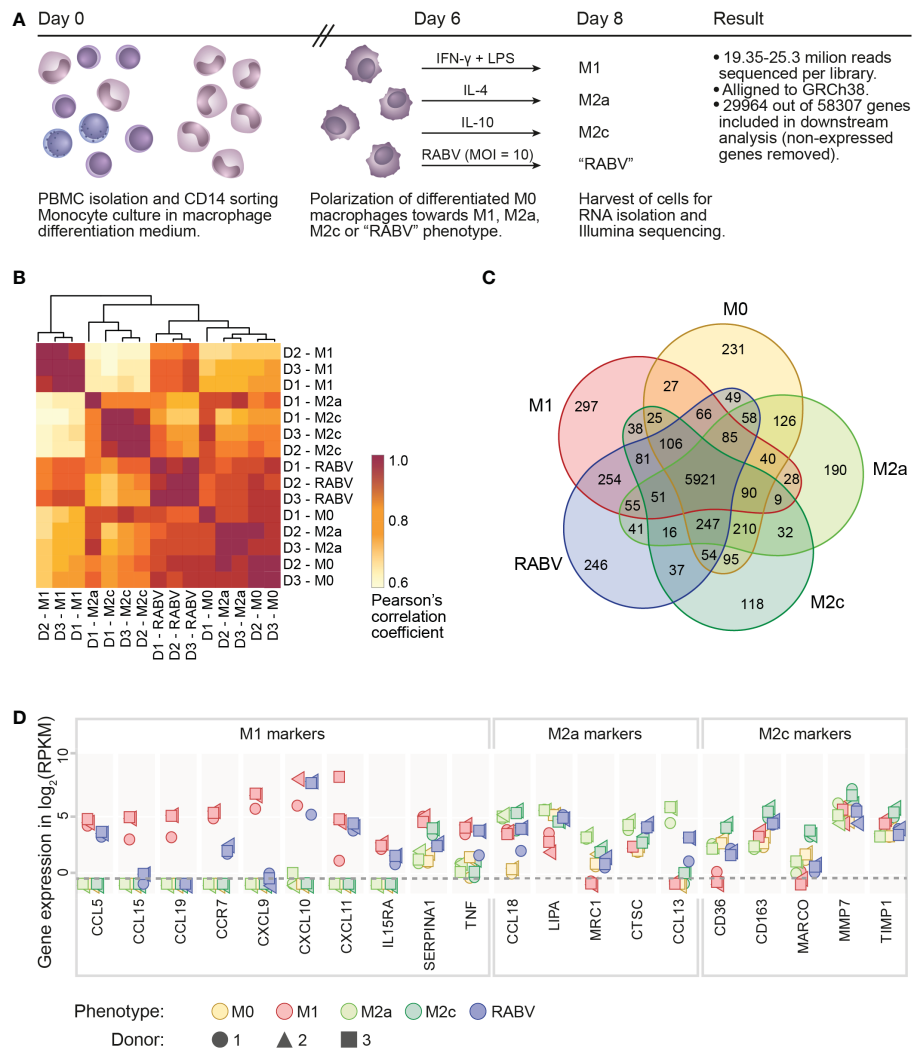 A
Day 0
Day 6
Day 8
Result
IFN-γ + LPS
IL-4
IL-10
RABV (MOI = 10)
M1
M2a
M2c
“RABV”
• 19.35-25.3 milion reads
sequenced per library.
• Alligned to GRCh38.
• 29964 out of 58307 genes
included in downstream
analysis (non-expressed
genes removed).
PBMC isolation and CD14 sorting
Monocyte culture in macrophage
differentiation medium.
Polarization of differentiated M0
macrophages towards M1, M2a,
M2c or “RABV” phenotype.
Harvest of cells for
RNA isolation and
Illumina sequencing.
B
D2 - M1
D3 - M1
D1 - M1
D1 - M2a
D1 - M2c
D3 - M2c
D2 - M2c
D1 - RABV
D2 - RABV
D3 - RABV
D1 - M0
D2 - M2a
D3 - M2a
D2 - M0
D3 - M0
D2 - M1
D3 - M1
D1 - M1
D1 - M2a
D1 - M2c
D3 - M2c
D2 - M2c
D1 - RABV
D2 - RABV
D3 - RABV
D1 - M0
D2 - M2a
D3 - M2a
D2 - M0
D3 - M0
1.0
0.8
0.6
Pearson’s
correlation
coefficient
C
M0
M1
M2a
RABV
M2c
231
27
49
297
25
66
58
126
38
106
85
40
81
190
254
5921
28
51
90
9
55
41
16
247
210
32
54
95
246
37
118
D
M1 markers
M2a markers
M2c markers
Gene expression in log2(RPKM)
10
5
0
CCL5
CCL15
CCL19
CCR7
CXCL9
CXCL10
CXCL11
IL15RA
SERPINA1
TNF
CCL18
LIPA
MRC1
CTSC
CCL13
CD36
CD163
MARCO
MMP7
TIMP1
Phenotype: M0 M1 M2a M2c RABV
Donor: 1 2 3